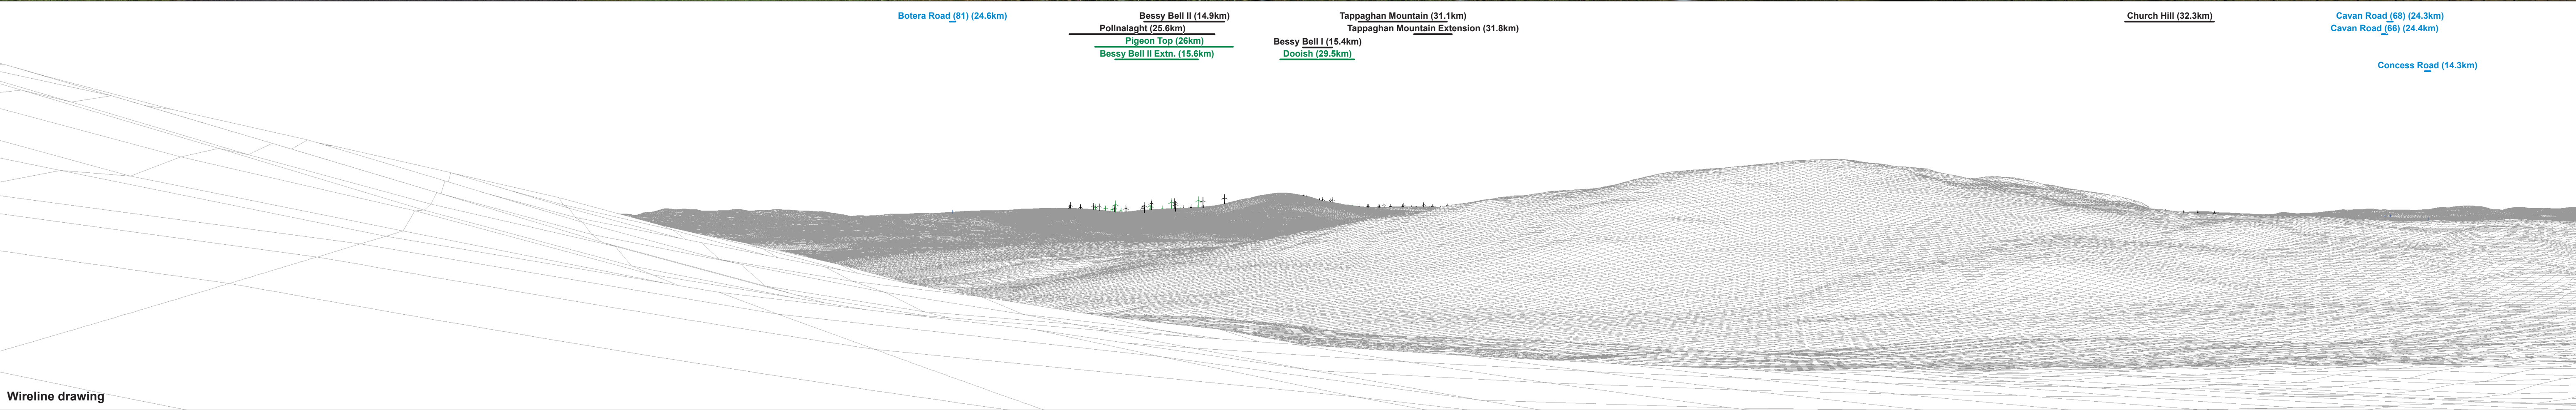 Botera Road (81) (24.6km)
Bessy Bell II (14.9km)
Tappaghan Mountain (31.1km)
Church Hill (32.3km)
Cavan Road (68) (24.3km)
Pollnalaght (25.6km)
Tappaghan Mountain Extension (31.8km)
Cavan Road (66) (24.4km)
Pigeon Top (26km)
Bessy Bell I (15.4km)
Bessy Bell II Extn. (15.6km)
Dooish (29.5km)
Concess Road (14.3km)
Wireline drawing